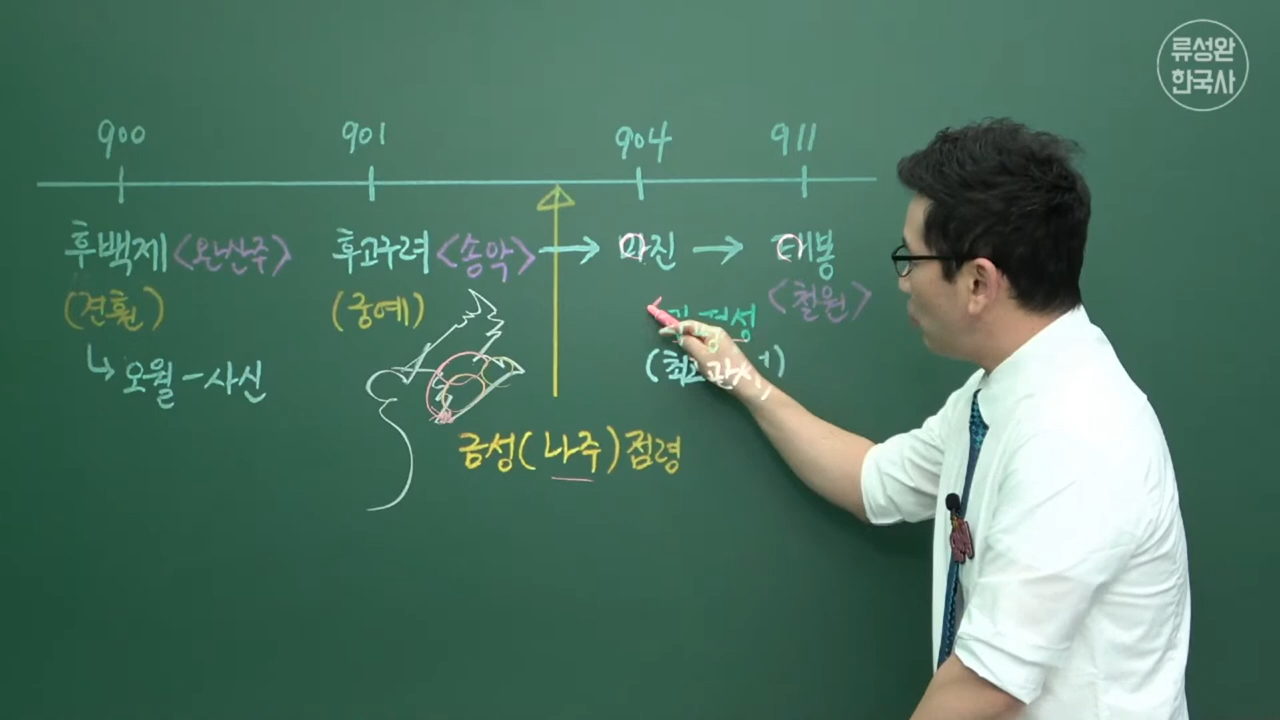 류성완
한국사
900 901 904 911
후백제 <완산주> 후고구려 <송악> → 마진 → 태봉
(견훤) (궁예) <철원>
↳ 오월-사신
금성(나주)점령